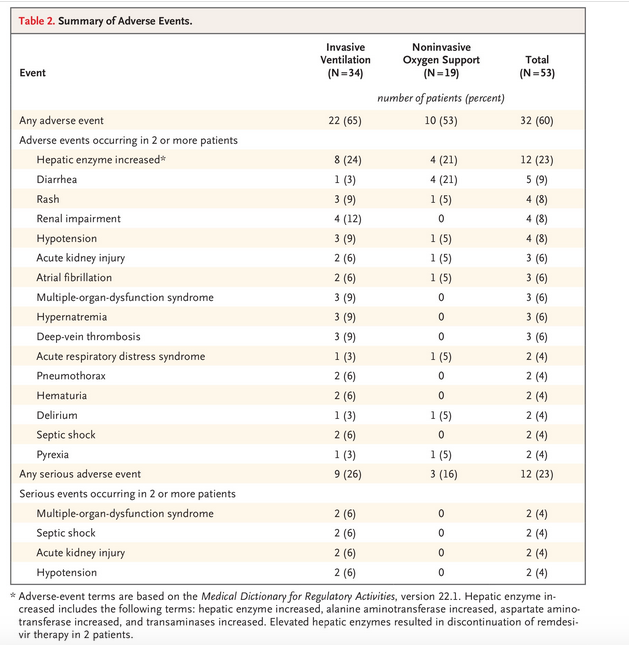 Table 2. Summary of Adverse Events.
Event Invasive Ventilation (N=34) Noninvasive Oxygen Support (N=19) Total (N=53)
number of patients (percent)
Any adverse event 22 (65) 10 (53) 32 (60)
Adverse events occurring in 2 or more patients
Hepatic enzyme increased* 8 (24) 4 (21) 12 (23)
Diarrhea 1 (3) 4 (21) 5 (9)
Rash 3 (9) 1 (5) 4 (8)
Renal impairment 4 (12) 0 4 (8)
Hypotension 3 (9) 1 (5) 4 (8)
Acute kidney injury 2 (6) 1 (5) 3 (6)
Atrial fibrillation 2 (6) 1 (5) 3 (6)
Multiple-organ-dysfunction syndrome 3 (9) 0 3 (6)
Hypernatremia 3 (9) 0 3 (6)
Deep-vein thrombosis 3 (9) 0 3 (6)
Acute respiratory distress syndrome 1 (3) 1 (5) 2 (4)
Pneumothorax 2 (6) 0 2 (4)
Hematuria 2 (6) 0 2 (4)
Delirium 1 (3) 1 (5) 2 (4)
Septic shock 2 (6) 0 2 (4)
Pyrexia 1 (3) 1 (5) 2 (4)
Any serious adverse event 9 (26) 3 (16) 12 (23)
Serious events occurring in 2 or more patients
Multiple-organ-dysfunction syndrome 2 (6) 0 2 (4)
Septic shock 2 (6) 0 2 (4)
Acute kidney injury 2 (6) 0 2 (4)
Hypotension 2 (6) 0 2 (4)
* Adverse-event terms are based on the Medical Dictionary for Regulatory Activities, version 22.1. Hepatic enzyme in-
creased includes the following terms: hepatic enzyme increased, alanine aminotransferase increased, aspartate amino-
transferase increased, and transaminases increased. Elevated hepatic enzymes resulted in discontinuation of remdesi-
vir therapy in 2 patients.